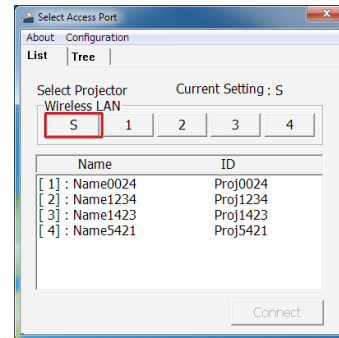 Select Access Port
About Configuration
List Tree
Select Projector Current Setting : S
Wireless LAN
S 1 2 3 4
Name ID
[ 1] : Name0024 Proj0024
[ 2] : Name1234 Proj1234
[ 3] : Name1423 Proj1423
[ 4] : Name5421 Proj5421
Connect